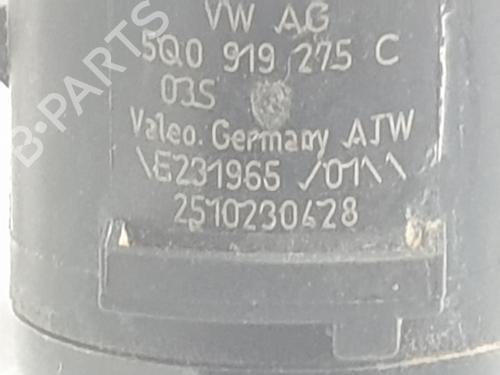 VW AG
5Q0 919 275 C
03S
Valeo. Germany AJW
\E231965 /01\\
2510230428
B-PARTS